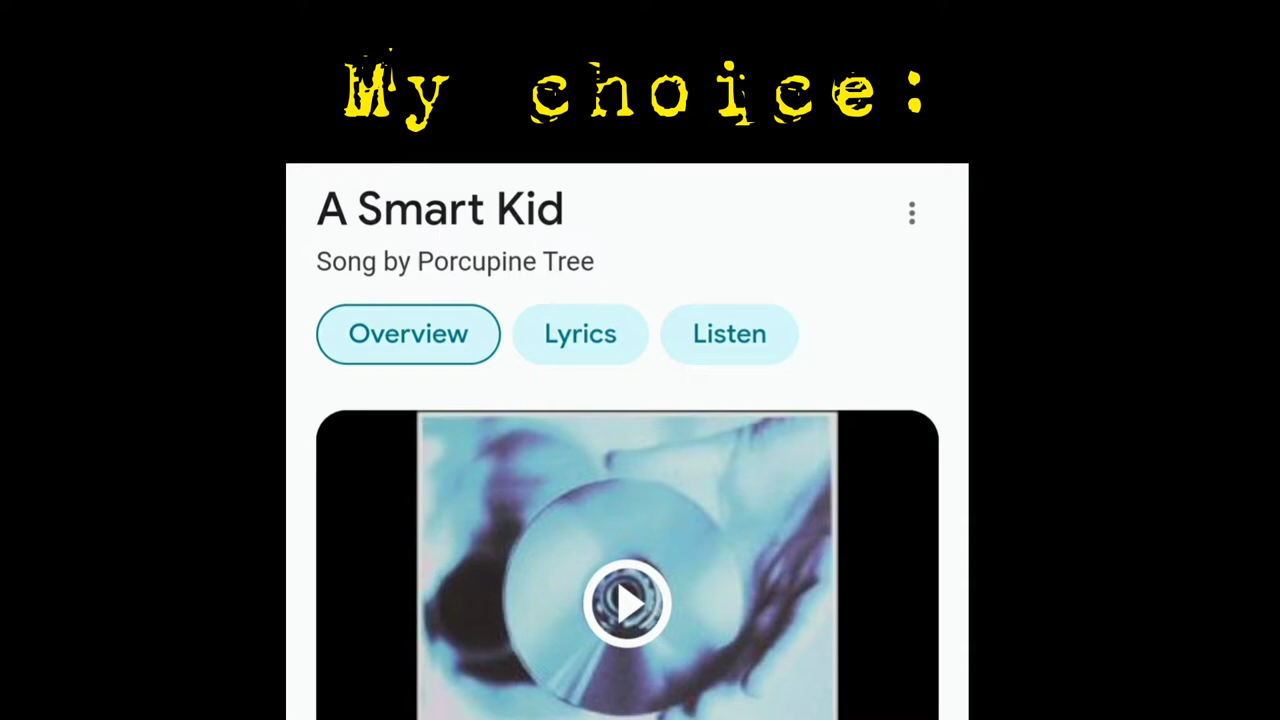 My choice:
A Smart Kid
Song by Porcupine Tree
Overview Lyrics Listen